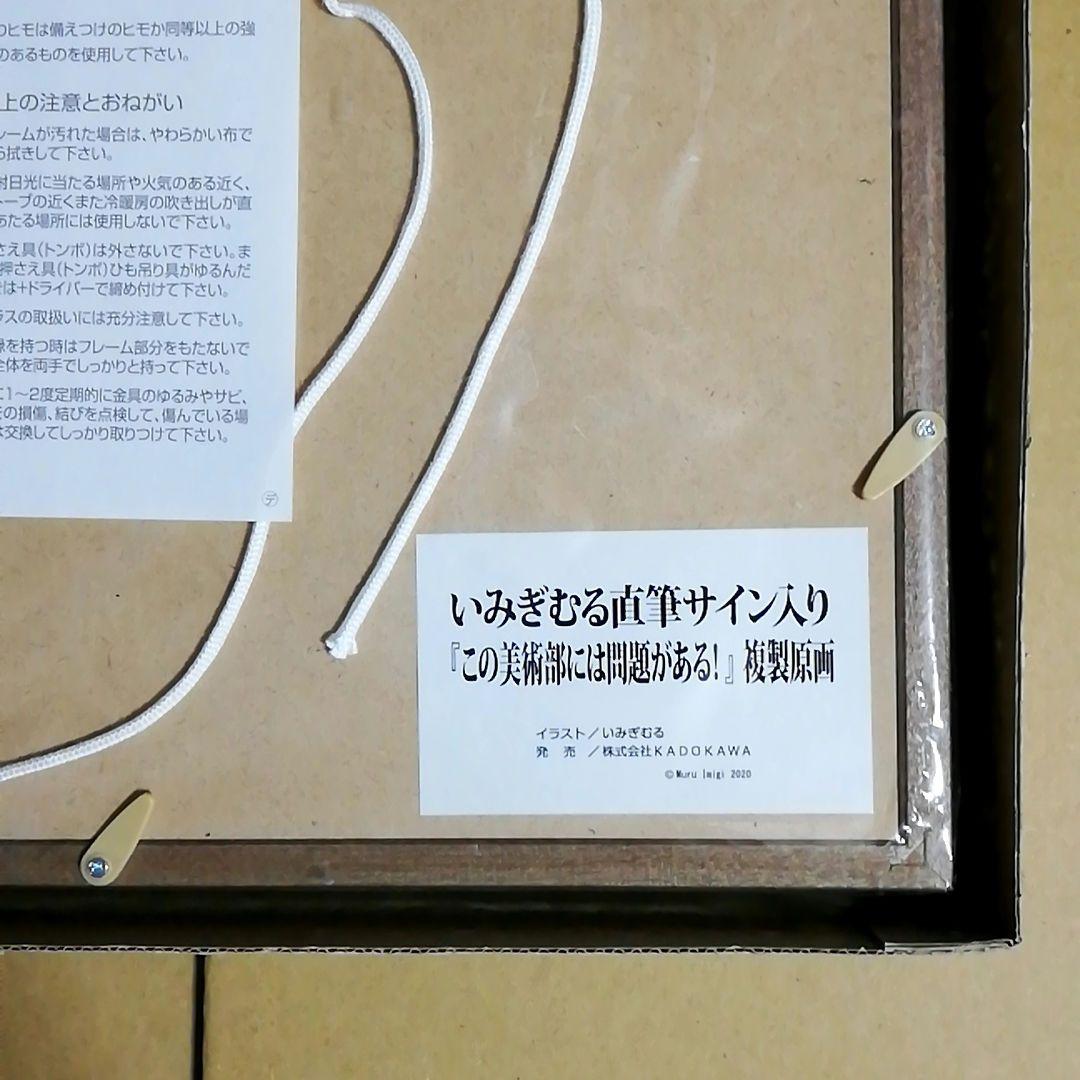 のヒモは備えつけのヒモか同等以上の強
のあるものを使用して下さい。
上の注意とおねがい
レームが汚れた場合は、やわらかい布で
拭きして下さい。
射日光に当たる場所や火気のある近く、
トーブの近くまた冷暖房の吹き出しが直
あたる場所には使用しないで下さい。
さえ具(トンボ)は外さないで下さい。ま
押さえ具(トンボ)ひも吊り具がゆるんだ
は+ドライバーで締め付けて下さい。
ラスの取扱いには充分注意して下さい。
縁を持つ時はフレーム部分をもたないで
全体を両手でしっかりと持って下さい。
に1～2度定期的に金具のゆるみやサビ、
の損傷、結びを点検して、傷んでいる場
は交換してしっかり取りつけて下さい。
デ
いみぎむる直筆サイン入り
『この美術部には問題がある!』複製原画
イラスト／いみぎむる
発 売 ／株式会社KADOKAWA
©Muru Imigi 2020